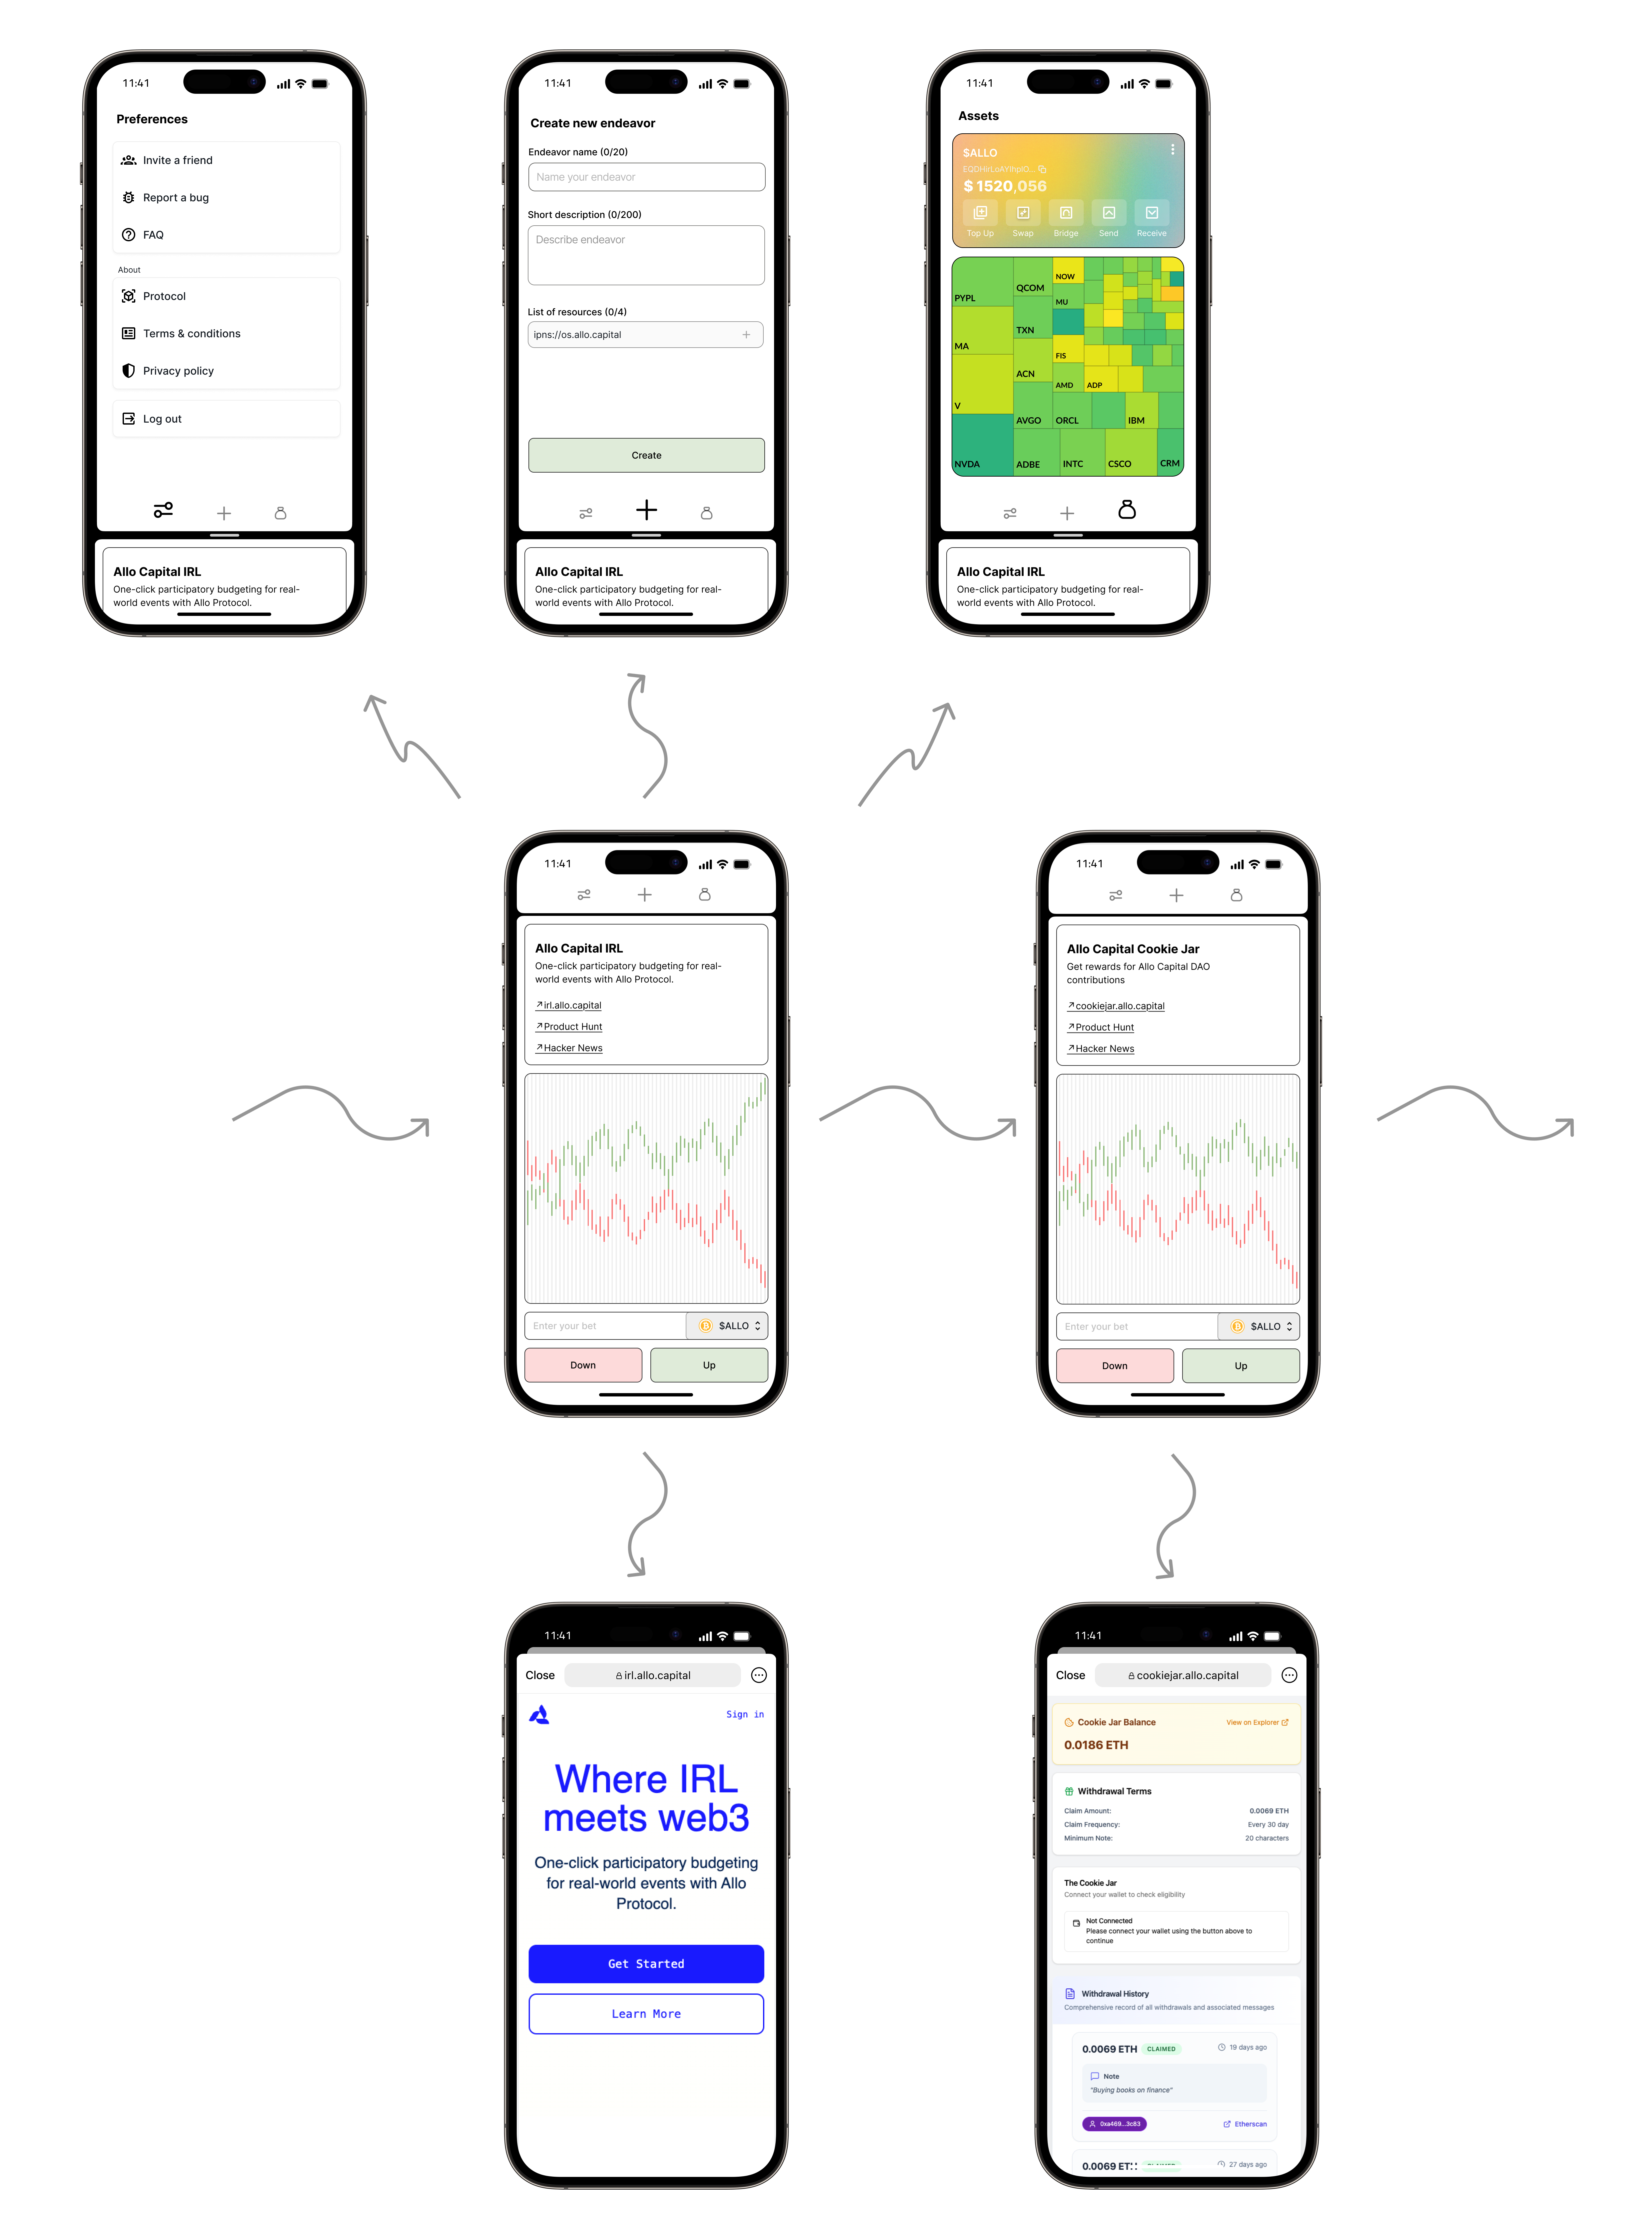 11:41
Preferences
Invite a friend
Report a bug
FAQ
About
Protocol
Terms & conditions
Privacy policy
Log out
Allo Capital IRL
One-click participatory budgeting for real-
world events with Allo Protocol.
11:41
Create new endeavor
Endeavor name (0/20)
Name your endeavor
Short description (0/200)
Describe endeavor
List of resources (0/4)
ipns://os.allo.capital
Create
Allo Capital IRL
One-click participatory budgeting for real-
world events with Allo Protocol.
11:41
Assets
$ALLO
$ 1520,056
Top Up Swap Bridge Send Receive
PYPL
QCOM
NOW
MU
TXN
MA
FIS
ACN
AMD
ADP
V
AVGO
ORCL
IBM
NVDA
ADBE
INTC
CSCO
CRM
Allo Capital IRL
One-click participatory budgeting for real-
world events with Allo Protocol.
11:41
Allo Capital IRL
One-click participatory budgeting for real-
world events with Allo Protocol.
irl.allo.capital
Product Hunt
Hacker News
Enter your bet
$ALLO
Down
Up
11:41
Allo Capital Cookie Jar
Get rewards for Allo Capital DAO
contributions
cookiejar.allo.capital
Product Hunt
Hacker News
Enter your bet
$ALLO
Down
Up
11:41
Close
irl.allo.capital
Sign in
Where IRL
meets web3
One-click participatory budgeting
for real-world events with Allo
Protocol.
Get Started
Learn More
11:41
Close
cookiejar.allo.capital
Cookie Jar Balance
View on Explorer
0.0186 ETH
Withdrawal Terms
Claim Amount: 0.0069 ETH
Claim Frequency: Every 30 day
Minimum Note: 20 characters
The Cookie Jar
Connect your wallet to check eligibility
Not Connected
Please connect your wallet using the button above to
continue
Withdrawal History
Comprehensive record of all withdrawals and associated messages
0.0069 ETH CLAIMED 19 days ago
Note
"Buying books on finance"
0xa469...3c83
Etherscan
0.0069 27 days ago